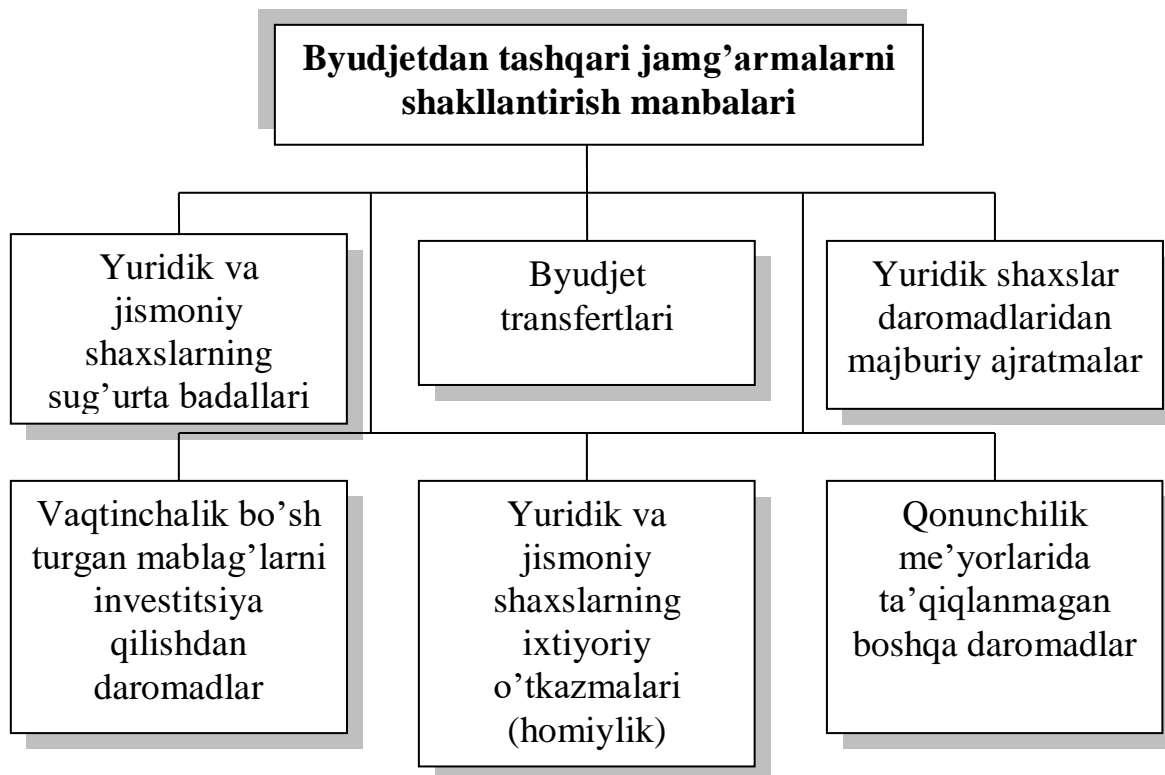 Byudjetdan tashqari jamg’armalarni
shakllantirish manbalari
Yuridik va
jismoniy
shaxslarning
sug’urta badallari
Byudjet
transfertlari
Yuridik shaxslar
daromadlaridan
majburiy ajratmalar
Vaqtinchalik bo’sh
turgan mablag’larni
investitsiya
qilishdan
daromadlar
Yuridik va
jismoniy
shaxslarning
ixtiyoriy
o’tkazmalari
(homiylik)
Qonunchilik
me’yorlarida
ta’qiqlanmagan
boshqa daromadlar